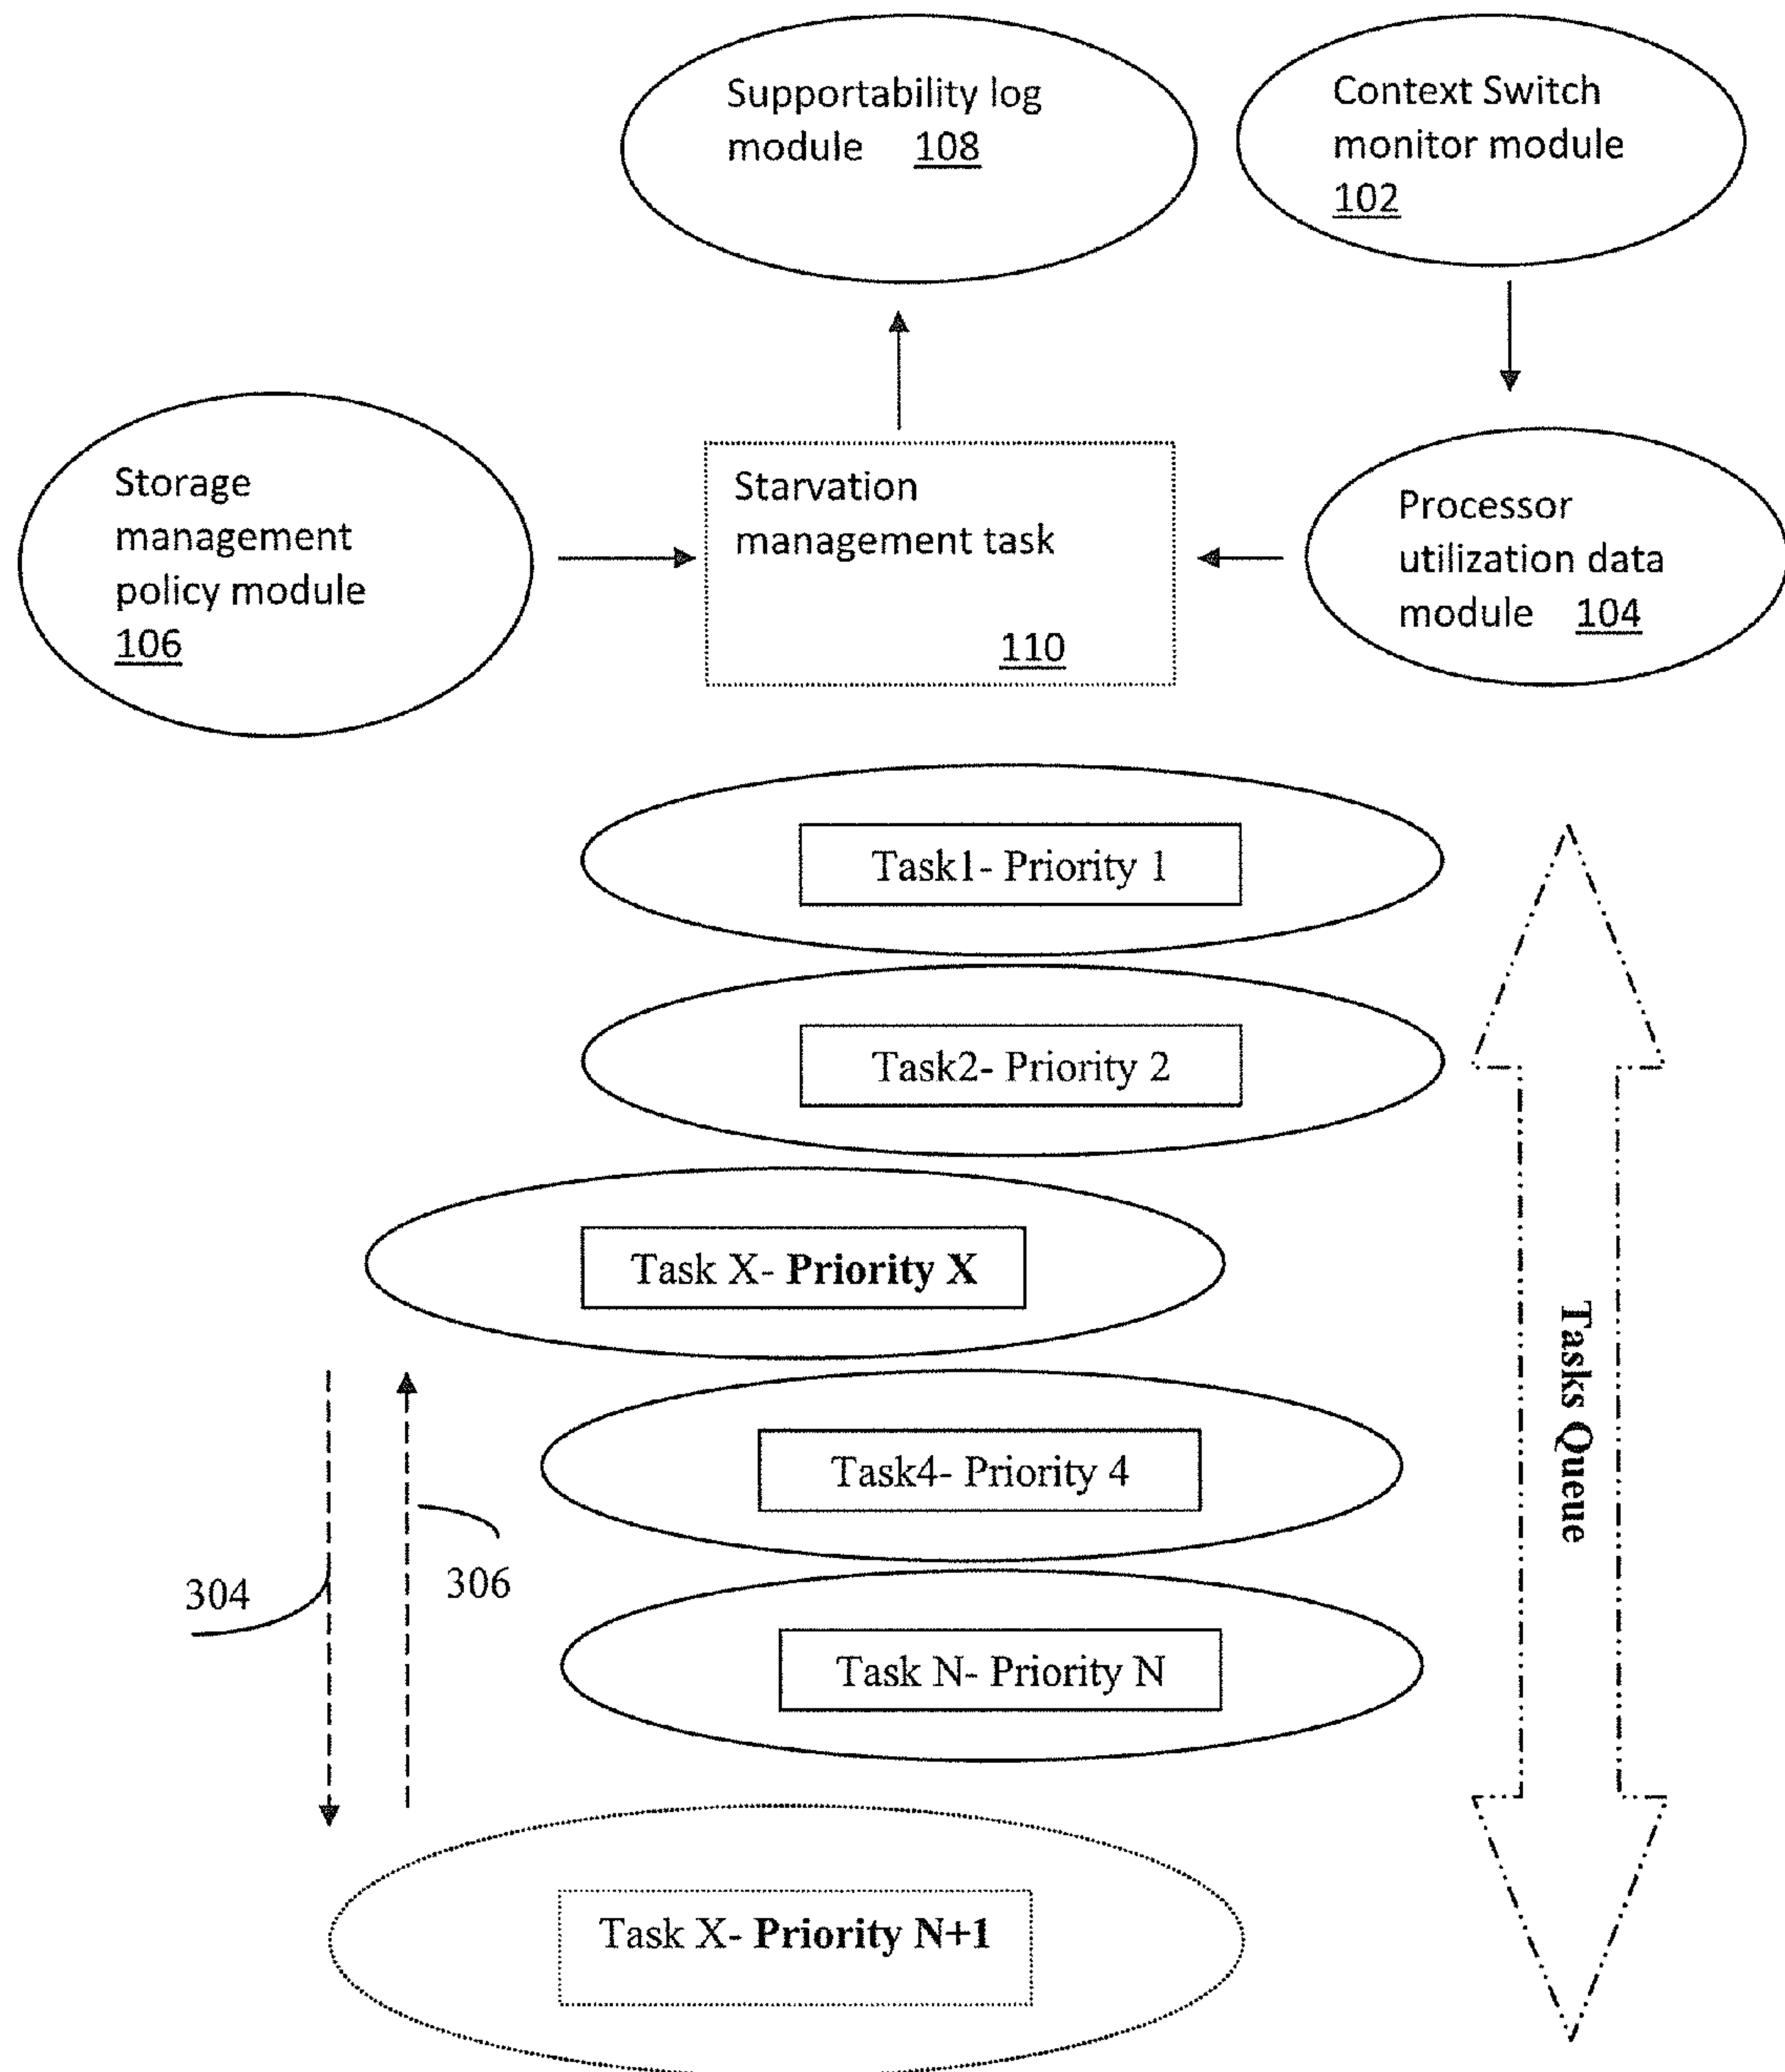 Supportability log
module 108
Context Switch
monitor module
102
Storage
management
policy module
106
Starvation
management task
110
Processor
utilization data
module 104
Task1- Priority 1
Task2- Priority 2
Task X- Priority X
Task4- Priority 4
Task N- Priority N
Task X- Priority N+1
304
306
Tasks Queue